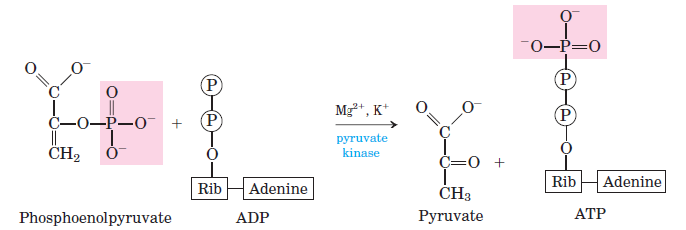 O O⁻
C
C—O—P—O⁻
O
CH₂ O⁻
Phosphoenolpyruvate
+
P
P
O
Rib Adenine
ADP
Mg²⁺, K⁺
pyruvate
kinase
O O⁻
C
C=O
CH₃
Pyruvate
+
O⁻
⁻O—P=O
P
P
O
Rib Adenine
ATP